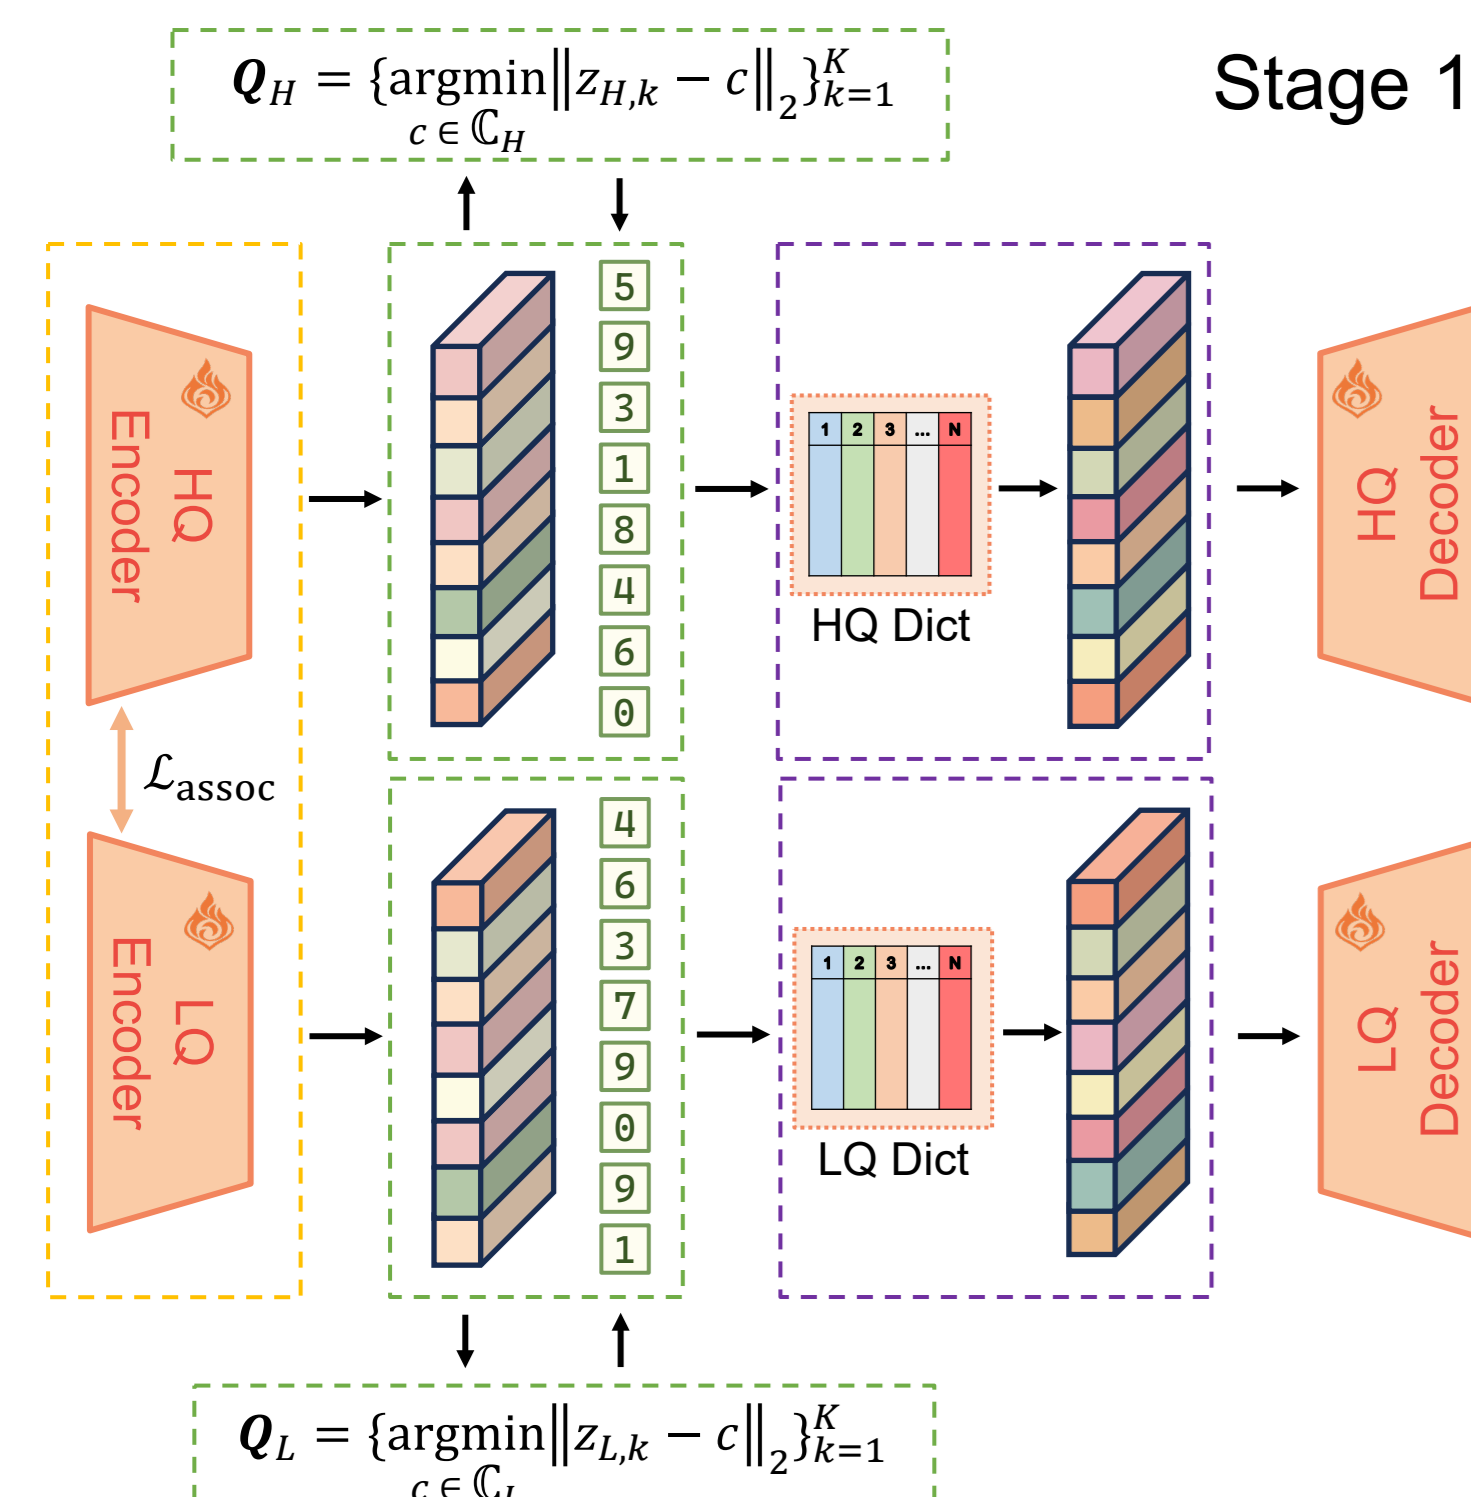 𝑸_H = {argmin‖z_{H,k} − c‖_2}_{k=1}^K
c ∈ ℂ_H
Stage 1
HQ
Encoder
5
9
3
1
8
4
6
0
1 2 3 ... N
HQ Dict
HQ
Decoder
ℒ_assoc
LQ
Encoder
4
6
3
7
9
0
9
1
1 2 3 ... N
LQ Dict
LQ
Decoder
𝑸_L = {argmin‖z_{L,k} − c‖_2}_{k=1}^K
c ∈ ℂ_L